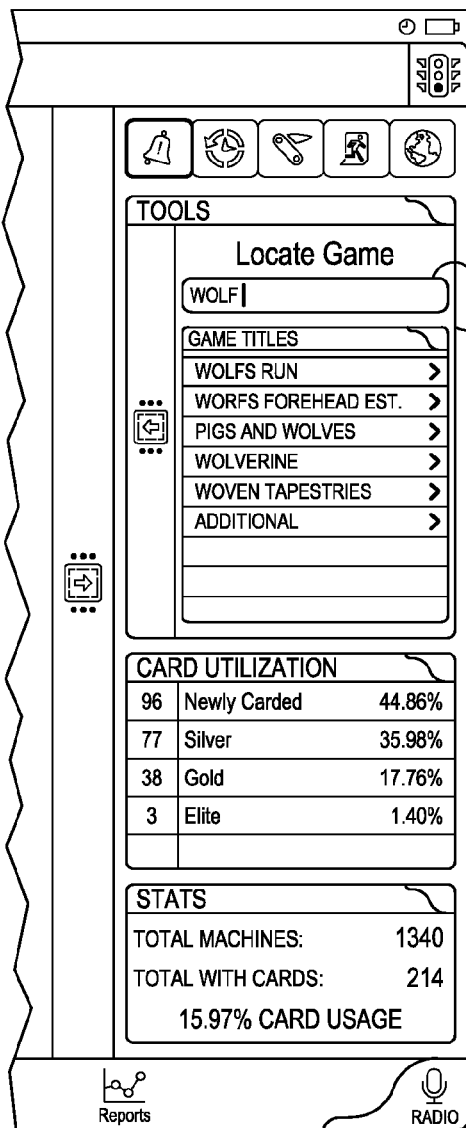 TOOLS
Locate Game
WOLF
GAME TITLES
WOLFS RUN
WORFS FOREHEAD EST.
PIGS AND WOLVES
WOLVERINE
WOVEN TAPESTRIES
ADDITIONAL
CARD UTILIZATION
96 Newly Carded 44.86%
77 Silver 35.98%
38 Gold 17.76%
3 Elite 1.40%
STATS
TOTAL MACHINES: 1340
TOTAL WITH CARDS: 214
15.97% CARD USAGE
Reports RADIO